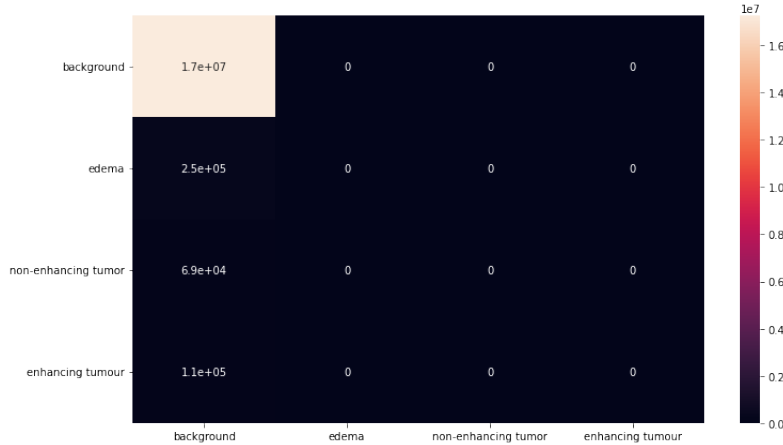 1e7
background 1.7e+07 0 0 0
edema 2.5e+05 0 0 0
non-enhancing tumor 6.9e+04 0 0 0
enhancing tumour 1.1e+05 0 0 0
background edema non-enhancing tumor enhancing tumour
1.6
1.4
1.2
1.0
0.8
0.6
0.4
0.2
0.0